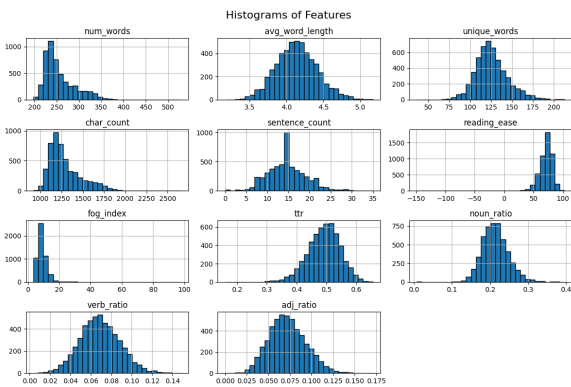 Histograms of Features
num_words
avg_word_length
unique_words
1000
500
0
200 250 300 350 400 450 500
400
200
0
3.5 4.0 4.5 5.0
600
400
200
0
50 75 100 125 150 175 200
char_count
sentence_count
reading_ease
1000
500
0
1000 1250 1500 1750 2000 2250 2500
1000
500
0
0 5 10 15 20 25 30 35
1500
1000
500
0
−150 −100 −50 0 50 100
fog_index
ttr
noun_ratio
2000
1000
0
20 40 60 80 100
600
400
200
0
0.2 0.3 0.4 0.5 0.6
750
500
250
0
0.0 0.1 0.2 0.3 0.4
verb_ratio
adj_ratio
400
200
0
0.00 0.02 0.04 0.06 0.08 0.10 0.12 0.14
400
200
0
0.000 0.025 0.050 0.075 0.100 0.125 0.150 0.175